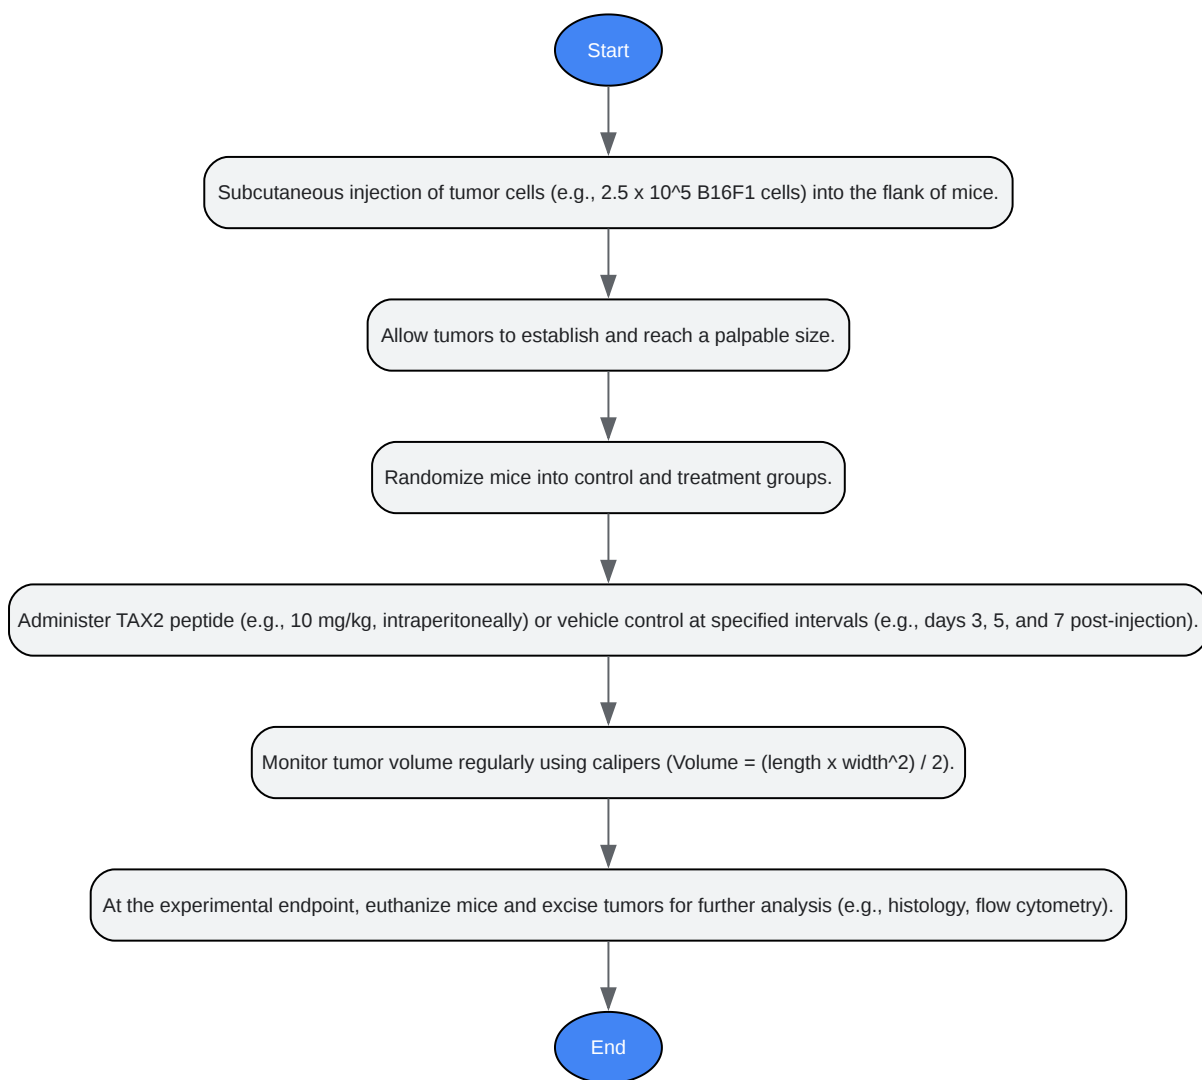 Start
Subcutaneous injection of tumor cells (e.g., 2.5 x 10^5 B16F1 cells) into the flank of mice.
Allow tumors to establish and reach a palpable size.
Randomize mice into control and treatment groups.
Administer TAX2 peptide (e.g., 10 mg/kg, intraperitoneally) or vehicle control at specified intervals (e.g., days 3, 5, and 7 post-injection).
Monitor tumor volume regularly using calipers (Volume = (length x width^2) / 2).
At the experimental endpoint, euthanize mice and excise tumors for further analysis (e.g., histology, flow cytometry).
End